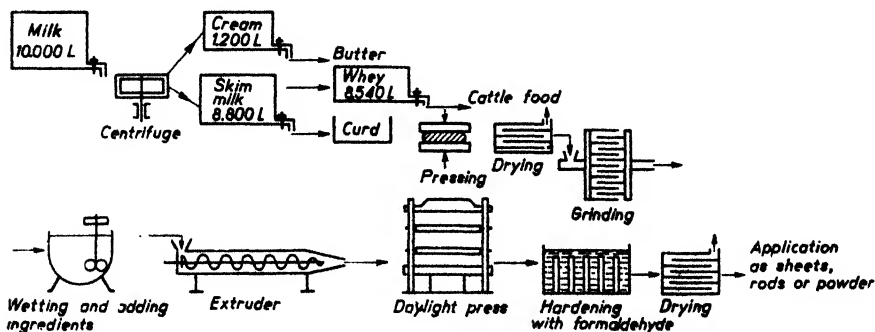 Milk
10.000 L
Cream
1.200 L
Butter
Centrifuge
Skim
milk
8.800 L
Whey
8.540 L
Cattle food
Curd
Pressing
Drying
Grinding
Wetting and adding
ingredients
Extruder
Daylight press
Hardening
with formaldehyde
Drying
Application
as sheets,
rods or powder